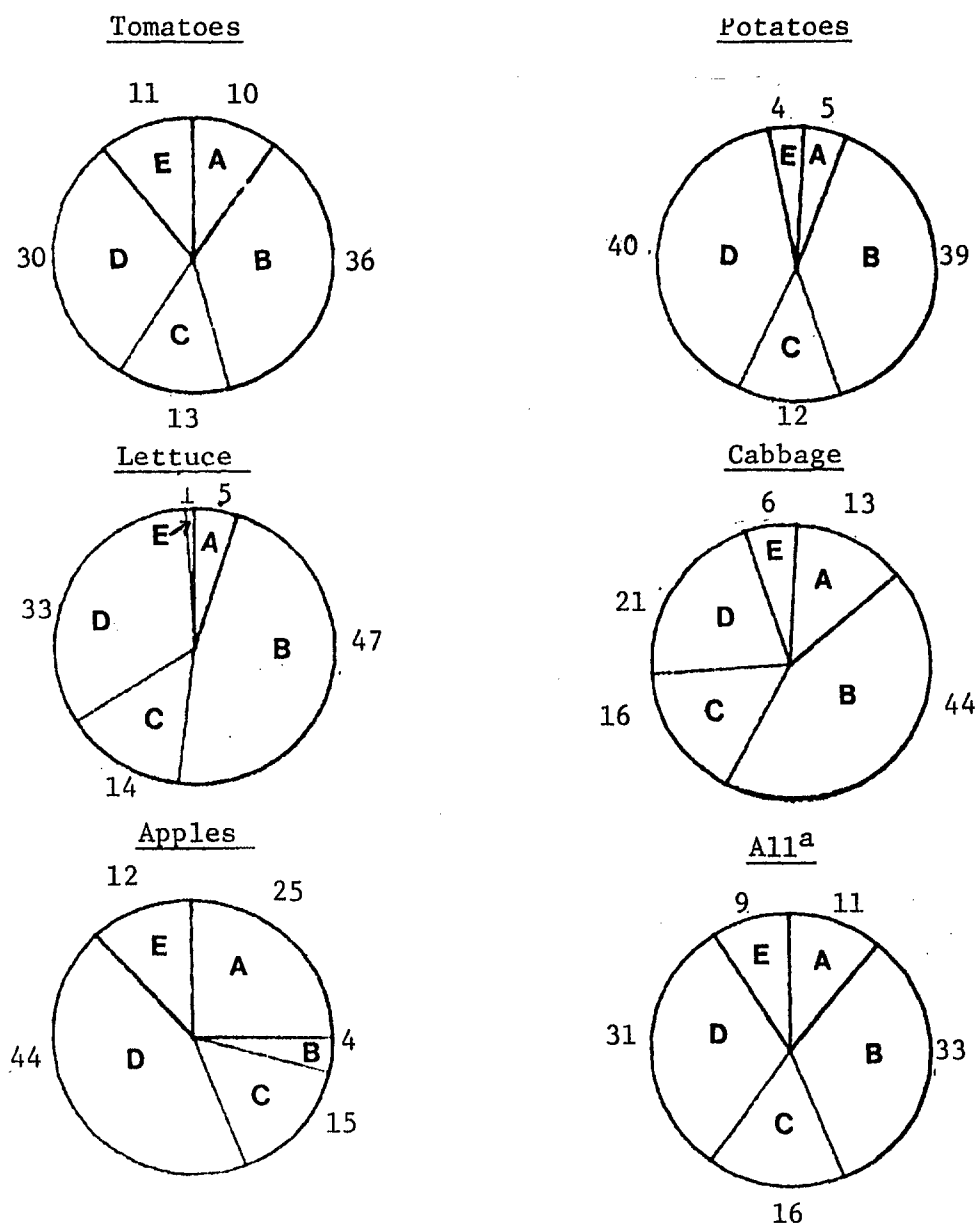 Tomatoes
11 10
E A
30 D B 36
C
13
Potatoes
4 5
E A
40 D B 39
C
12
Lettuce
1 5
E A
33 D B 47
C
14
Cabbage
6 13
E A
21 D B 44
16 C
Apples
12 25
E A
44 D B 4
C 15
All a
9 11
E A
31 D B 33
C
16